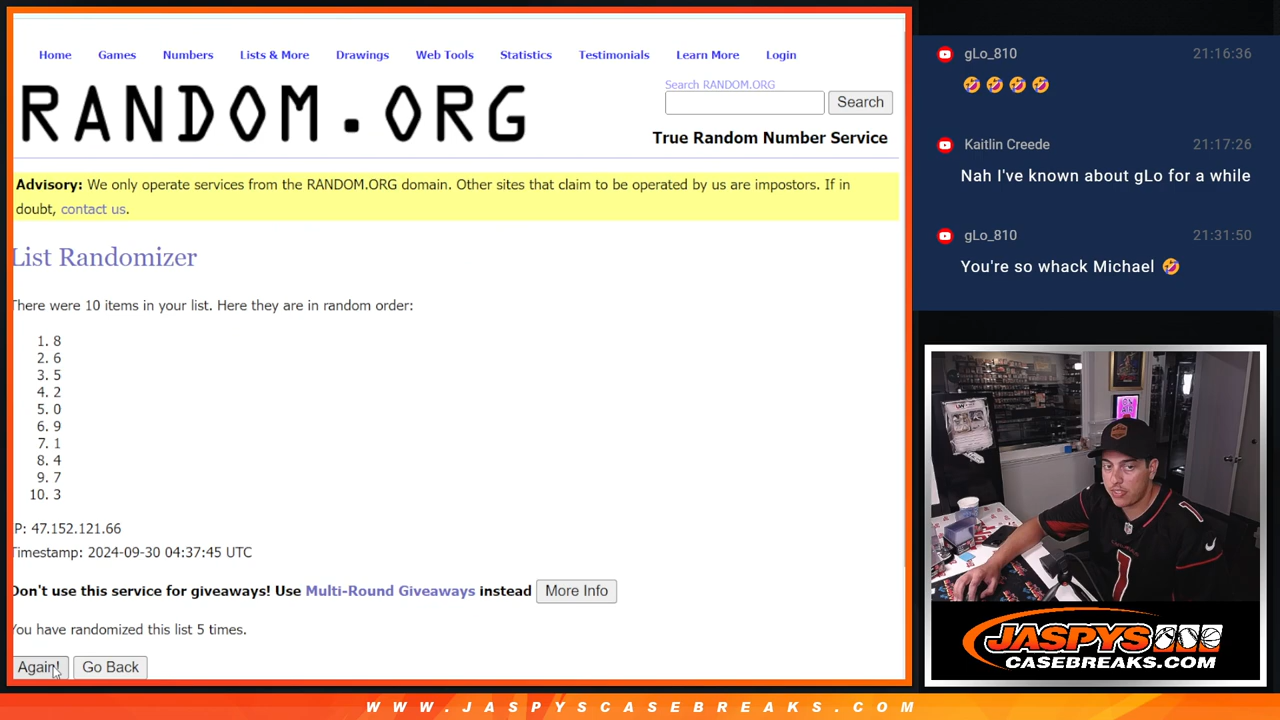 Home Games Numbers Lists & More Drawings Web Tools Statistics Testimonials Learn More Login
RANDOM.ORG
Search RANDOM.ORG
Search
True Random Number Service
Advisory: We only operate services from the RANDOM.ORG domain. Other sites that claim to be operated by us are impostors. If in
doubt, contact us.
List Randomizer
There were 10 items in your list. Here they are in random order:
1. 8
2. 6
3. 5
4. 2
5. 0
6. 9
7. 1
8. 4
9. 7
10. 3
IP: 47.152.121.66
Timestamp: 2024-09-30 04:37:45 UTC
Don't use this service for giveaways! Use Multi-Round Giveaways instead More Info
You have randomized this list 5 times.
Again! Go Back
gLo_810 21:16:36
🤣 🤣 🤣 🤣
Kaitlin Creede 21:17:26
Nah I've known about gLo for a while
gLo_810 21:31:50
You're so whack Michael 🤣
1
1
JASPYS
CASEBREAKS.COM
WWW.JASPYSCASEBREAKS.COM